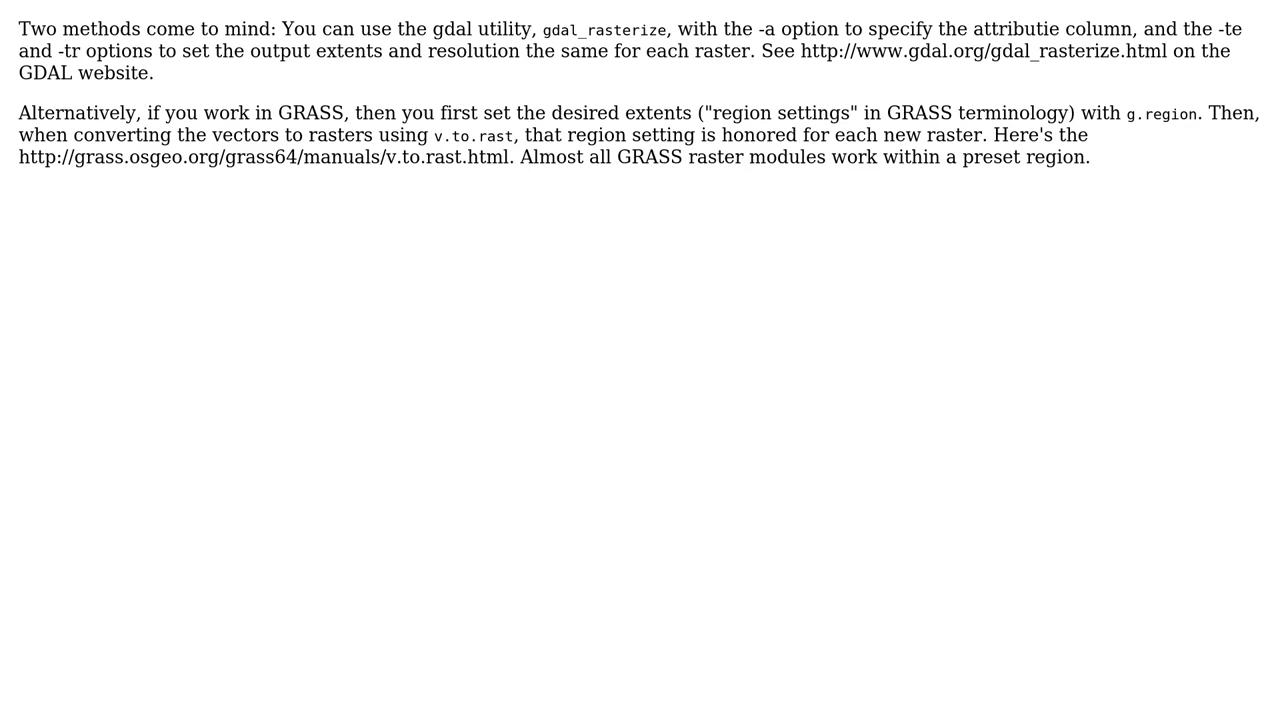 Two methods come to mind: You can use the gdal utility, gdal_rasterize, with the -a option to specify the attributie column, and the -te
and -tr options to set the output extents and resolution the same for each raster. See http://www.gdal.org/gdal_rasterize.html on the
GDAL website.
Alternatively, if you work in GRASS, then you first set the desired extents ("region settings" in GRASS terminology) with g.region. Then,
when converting the vectors to rasters using v.to.rast, that region setting is honored for each new raster. Here's the
http://grass.osgeo.org/grass64/manuals/v.to.rast.html. Almost all GRASS raster modules work within a preset region.